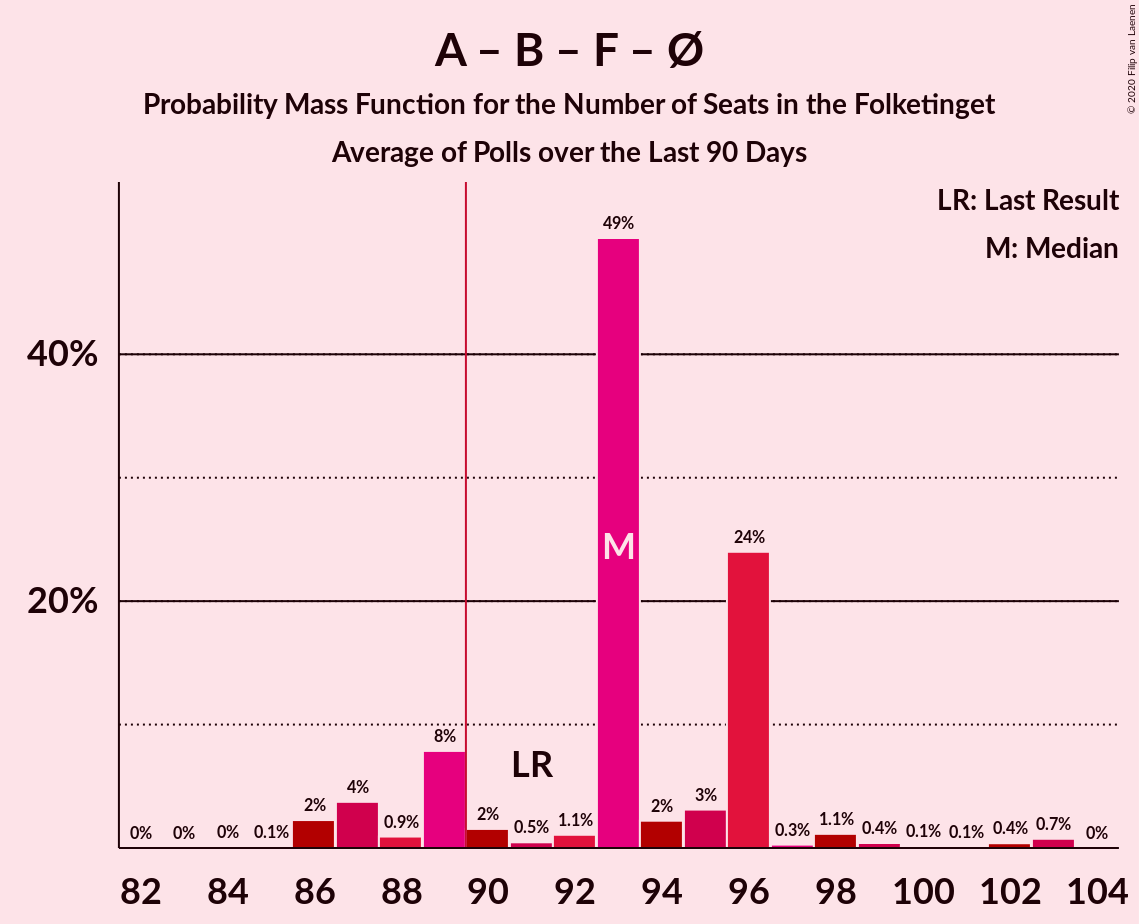 A – B – F – Ø
Probability Mass Function for the Number of Seats in the Folketinget
Average of Polls over the Last 90 Days
© 2020 Filip van Laenen
LR: Last Result
M: Median
40%
20%
0% 0% 0% 0.1% 2% 4% 0.9% 8% 2% 0.5% 1.1% 49% 2% 3% 24% 0.3% 1.1% 0.4% 0.1% 0.1% 0.4% 0.7% 0%
LR
M
82 84 86 88 90 92 94 96 98 100 102 104